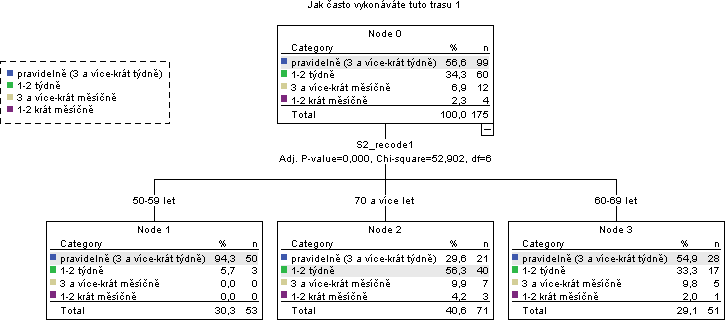 Jak často vykonáváte tuto trasu 1
Node 0
Category % n
pravidelně (3 a více-krát týdně) 56,6 99
1-2 týdně 34,3 60
3 a více-krát měsíčně 6,9 12
1-2 krát měsíčně 2,3 4
Total 100,0 175
pravidelně (3 a více-krát týdně)
1-2 týdně
3 a více-krát měsíčně
1-2 krát měsíčně
S2_recode1
Adj. P-value=0,000, Chi-square=52,902, df=6
50-59 let
70 a více let
60-69 let
Node 1
Category % n
pravidelně (3 a více-krát týdně) 94,3 50
1-2 týdně 5,7 3
3 a více-krát měsíčně 0,0 0
1-2 krát měsíčně 0,0 0
Total 30,3 53
Node 2
Category % n
pravidelně (3 a více-krát týdně) 29,6 21
1-2 týdně 56,3 40
3 a více-krát měsíčně 9,9 7
1-2 krát měsíčně 4,2 3
Total 40,6 71
Node 3
Category % n
pravidelně (3 a více-krát týdně) 54,9 28
1-2 týdně 33,3 17
3 a více-krát měsíčně 9,8 5
1-2 krát měsíčně 2,0 1
Total 29,1 51